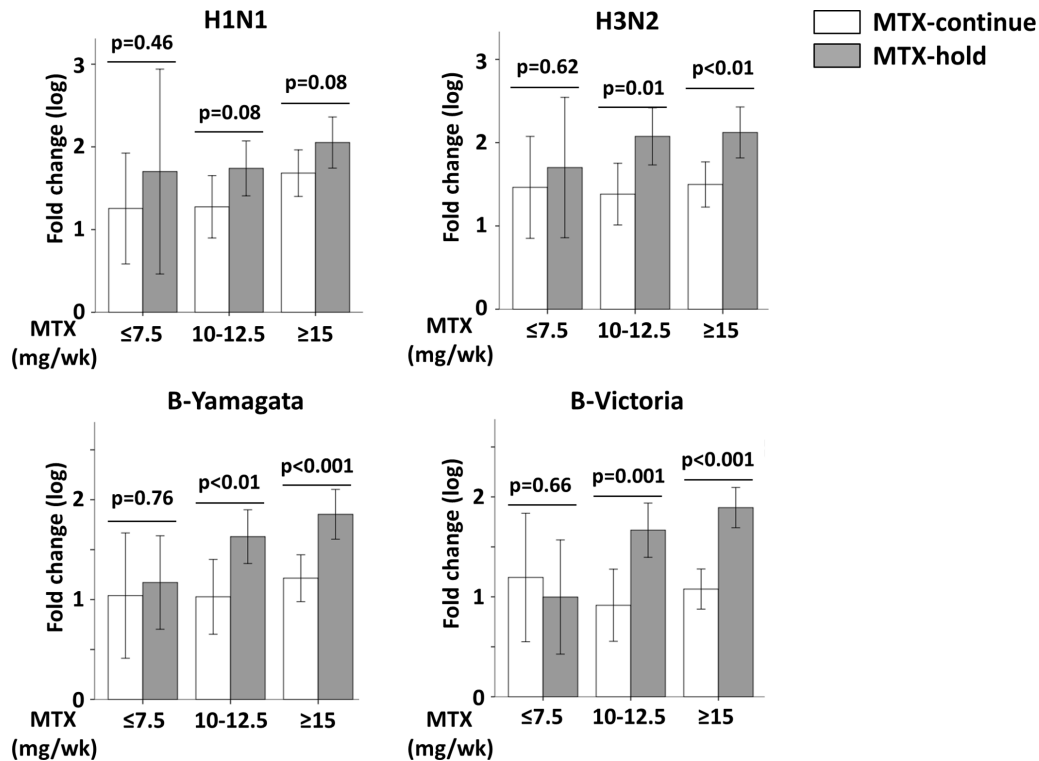 H1N1
p=0.46
p=0.08
p=0.08
Fold change (log)
3
2
1
0
MTX
(mg/wk)
≤7.5
10-12.5
≥15
H3N2
p=0.62
p=0.01
p<0.01
Fold change (log)
3
2
1
0
MTX
(mg/wk)
≤7.5
10-12.5
≥15
MTX-continue
MTX-hold
B-Yamagata
p=0.76
p<0.01
p<0.001
Fold change (log)
2
1
0
MTX
(mg/wk)
≤7.5
10-12.5
≥15
B-Victoria
p=0.66
p=0.001
p<0.001
Fold change (log)
2
1
0
MTX
(mg/wk)
≤7.5
10-12.5
≥15